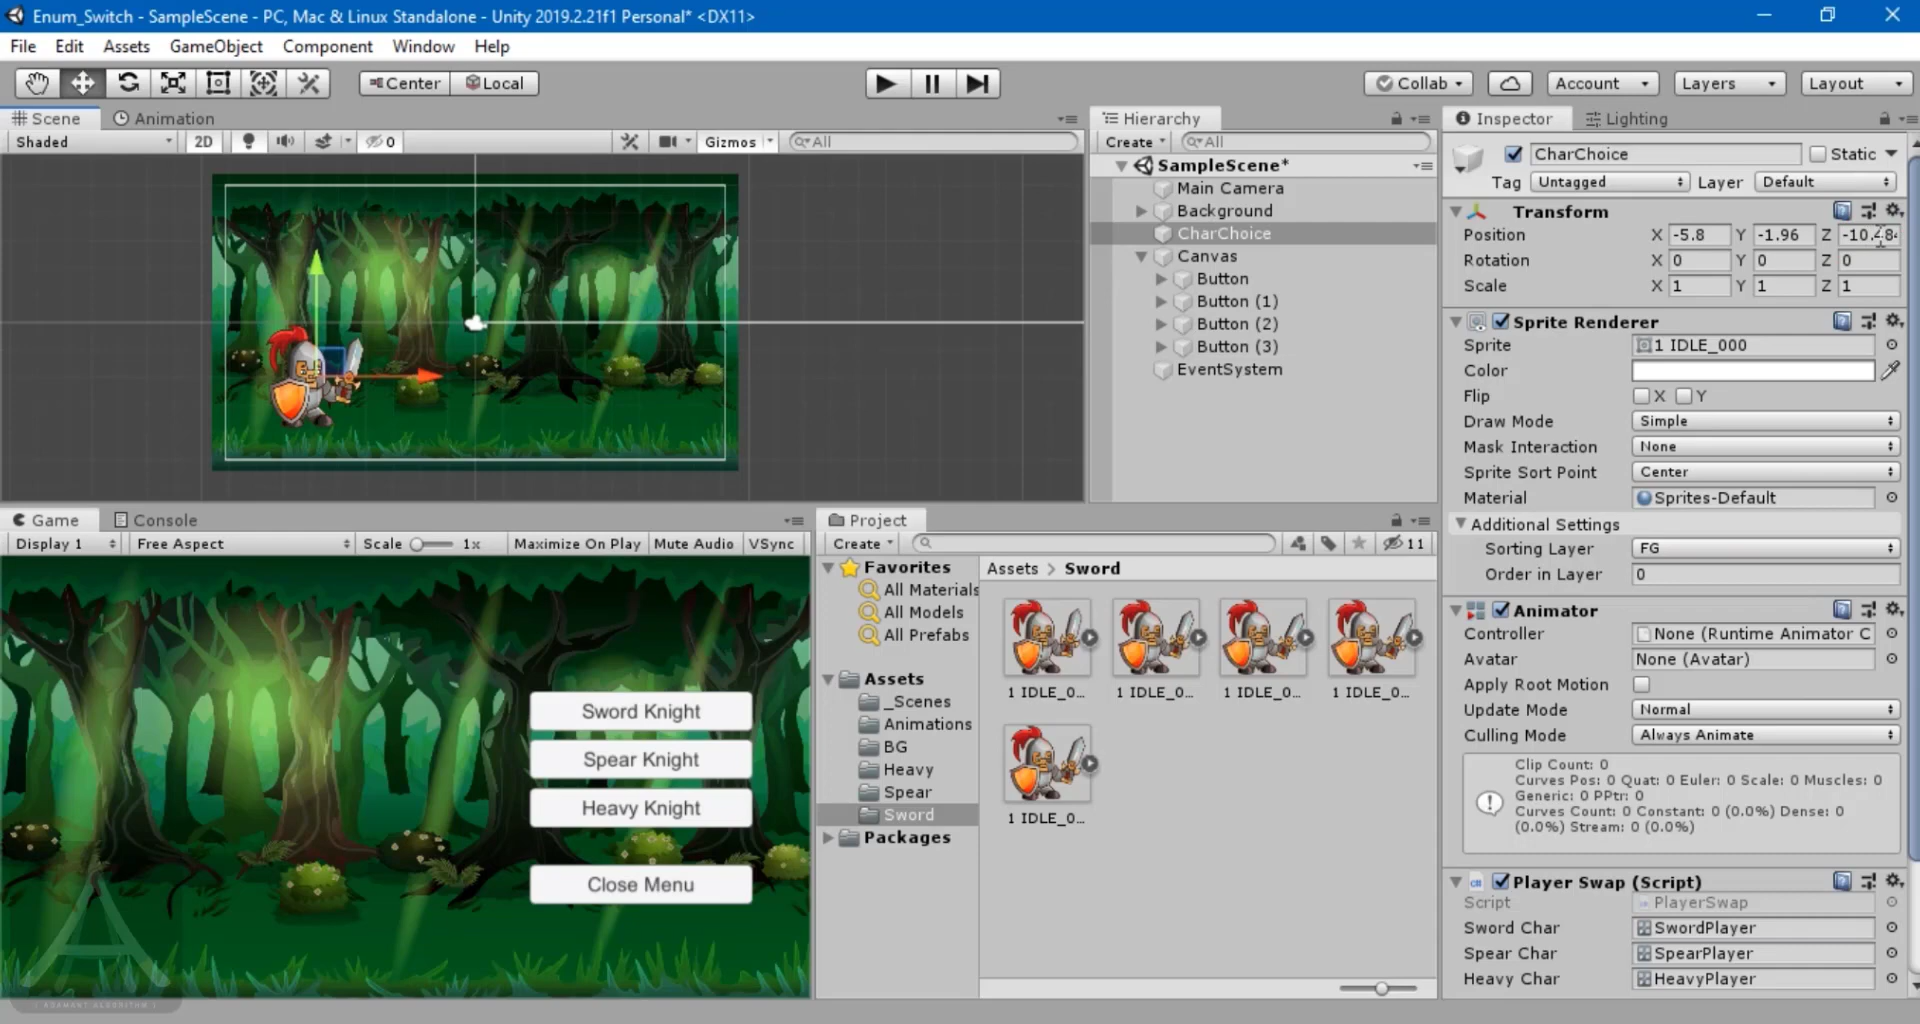 Enum_Switch - SampleScene - PC, Mac & Linux Standalone - Unity 2019.2.21f1 Personal* <DX11>
File Edit Assets GameObject Component Window Help
Center Local Collab Account Layers Layout
Scene Animation
Shaded 2D 0 Gizmos All
Hierarchy
Create All
SampleScene*
Main Camera
Background
CharChoice
Canvas
Button
Button (1)
Button (2)
Button (3)
EventSystem
Inspector Lighting
CharChoice Static
Tag Untagged Layer Default
Transform
Position X -5.8 Y -1.96 Z -10.48
Rotation X 0 Y 0 Z 0
Scale X 1 Y 1 Z 1
Sprite Renderer
Sprite 1 IDLE_000
Color
Flip X Y
Draw Mode Simple
Mask Interaction None
Sprite Sort Point Center
Material Sprites-Default
Additional Settings
Sorting Layer FG
Order in Layer 0
Animator
Controller None (Runtime Animator C
Avatar None (Avatar)
Apply Root Motion
Update Mode Normal
Culling Mode Always Animate
Clip Count: 0
Curves Pos: 0 Quat: 0 Euler: 0 Scale: 0 Muscles: 0
Generic: 0 PPtr: 0
Curves Count: 0 Constant: 0 (0.0%) Dense: 0
(0.0%) Stream: 0 (0.0%)
Player Swap (Script)
Script PlayerSwap
Sword Char SwordPlayer
Spear Char SpearPlayer
Heavy Char HeavyPlayer
Game Console
Display 1 Free Aspect Scale 1x Maximize On Play Mute Audio VSync
Sword Knight
Spear Knight
Heavy Knight
Close Menu
ADAMANT ALGORITHM
Project
Create 11
Favorites
All Materials
All Models
All Prefabs
Assets
_Scenes
Animations
BG
Heavy
Spear
Sword
Packages
Assets > Sword
1 IDLE_0... 1 IDLE_0... 1 IDLE_0... 1 IDLE_0...
1 IDLE_0...